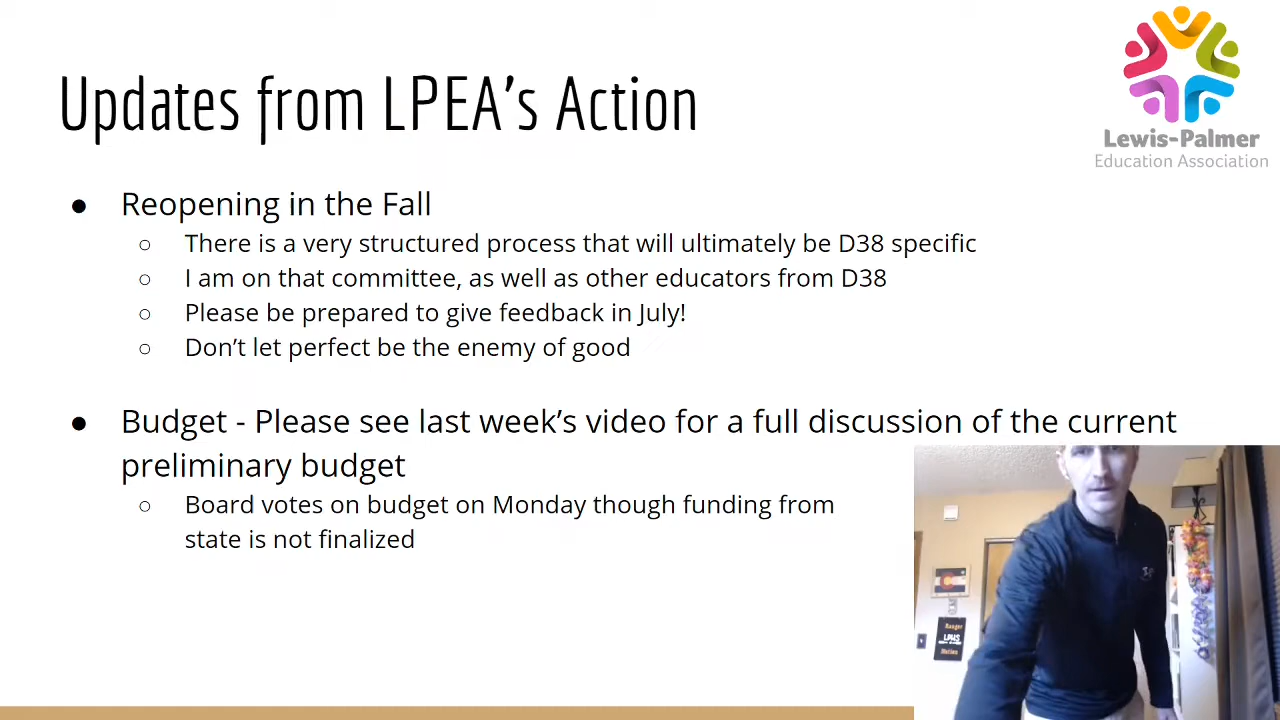 Updates from LPEA's Action
Lewis-Palmer
Education Association
● Reopening in the Fall
○ There is a very structured process that will ultimately be D38 specific
○ I am on that committee, as well as other educators from D38
○ Please be prepared to give feedback in July!
○ Don't let perfect be the enemy of good
● Budget - Please see last week's video for a full discussion of the current
preliminary budget
○ Board votes on budget on Monday though funding from
state is not finalized
Ranger
LPHS
Nation